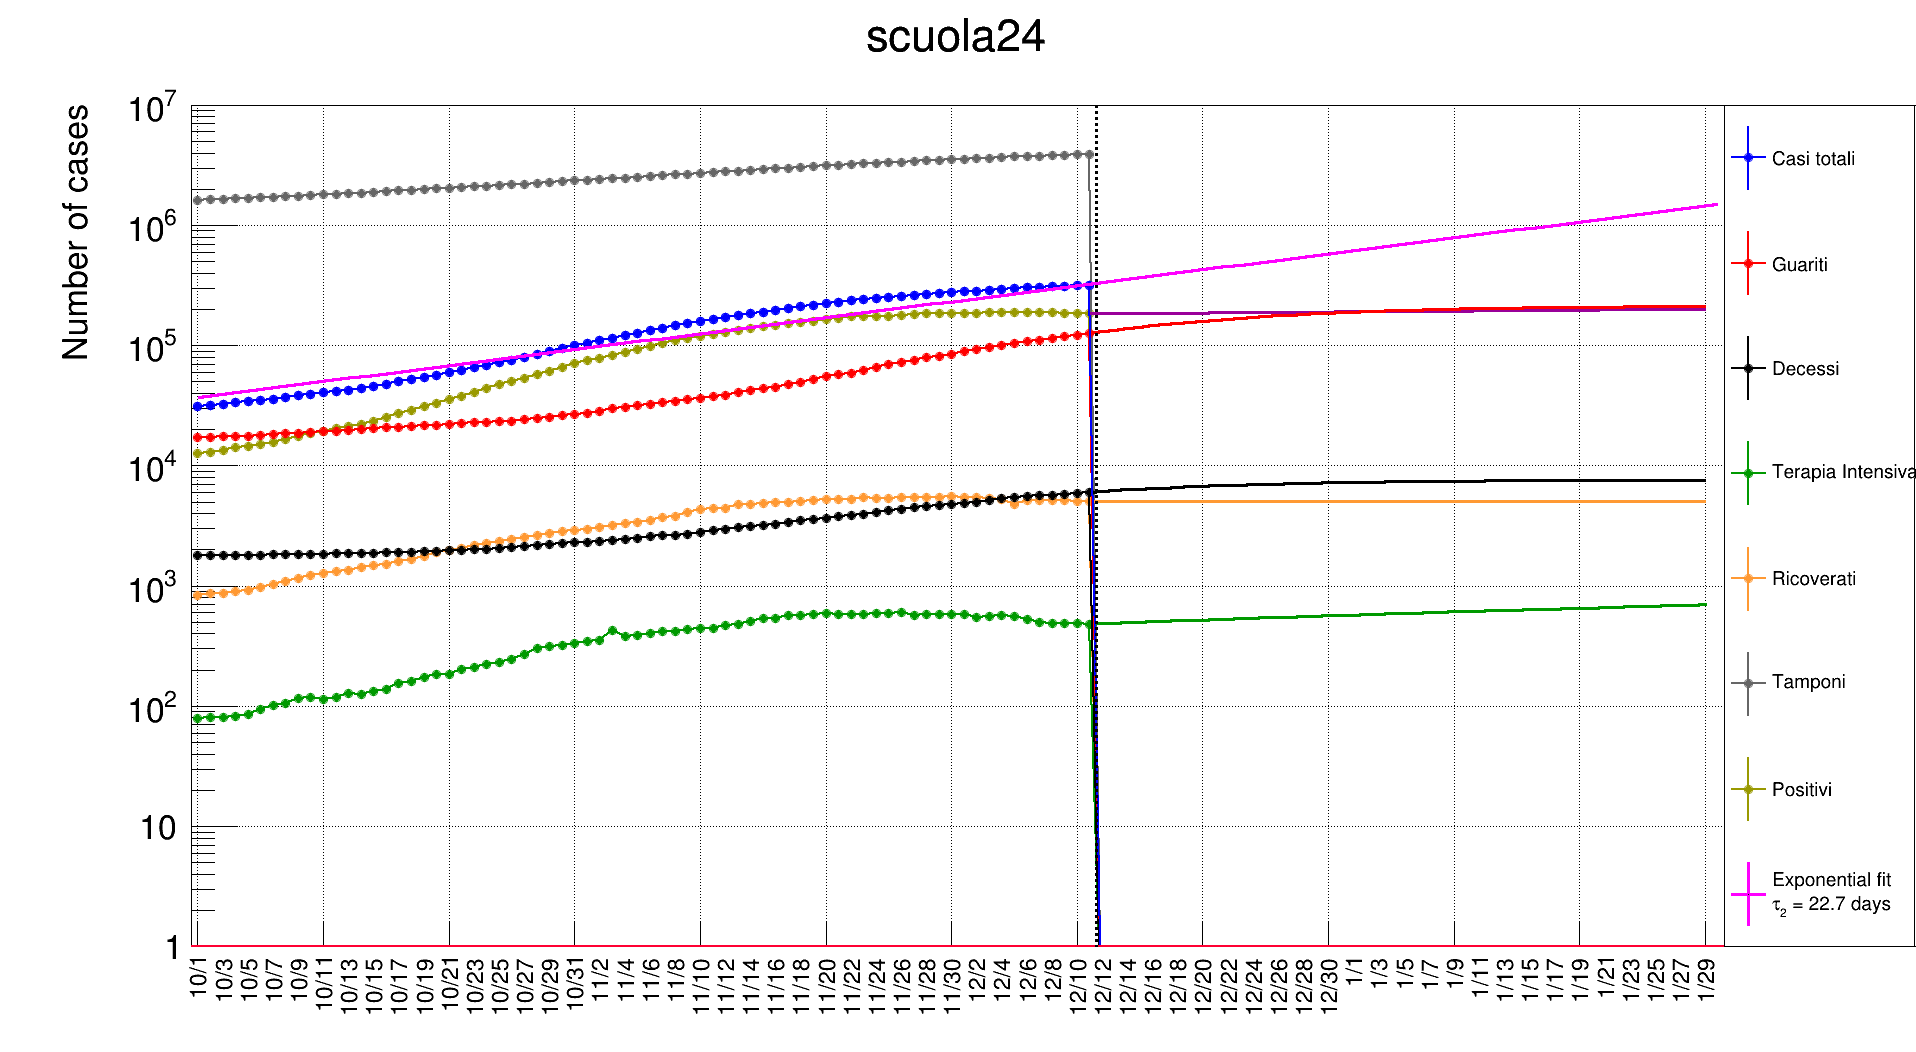 scuola24
Number of cases
10^7
10^6
10^5
10^4
10^3
10^2
10
1
10/1 10/3 10/5 10/7 10/9 10/11 10/13 10/15 10/17 10/19 10/21 10/23 10/25 10/27 10/29 10/31 11/2 11/4 11/6 11/8 11/10 11/12 11/14 11/16 11/18 11/20 11/22 11/24 11/26 11/28 11/30 12/2 12/4 12/6 12/8 12/10 12/12 12/14 12/16 12/18 12/20 12/22 12/24 12/26 12/28 12/30 1/1 1/3 1/5 1/7 1/9 1/11 1/13 1/15 1/17 1/19 1/21 1/23 1/25 1/27 1/29
Casi totali
Guariti
Decessi
Terapia Intensiva
Ricoverati
Tamponi
Positivi
Exponential fit
τ₂ = 22.7 days